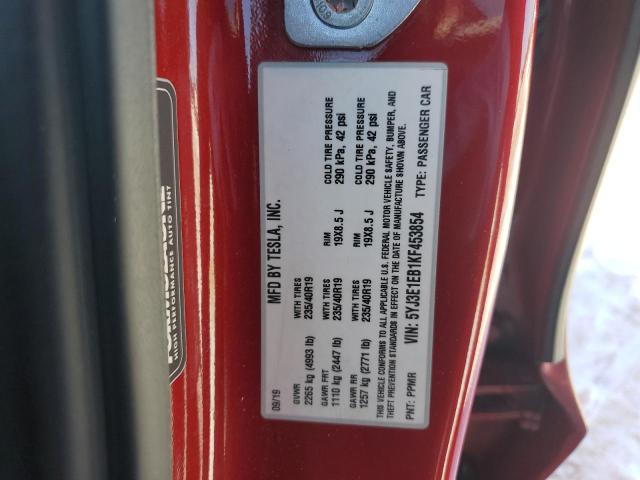 MFD BY TESLA, INC.
09/19
GVWR
2265 kg (4993 lb)
GAWR FRT WITH TIRES RIM COLD TIRE PRESSURE
1110 kg (2447 lb) 235/40R19 19X8.5 J 290 kPa, 42 psi
GAWR RR WITH TIRES RIM COLD TIRE PRESSURE
1257 kg (2771 lb) 235/40R19 19X8.5 J 290 kPa, 42 psi
THIS VEHICLE CONFORMS TO ALL APPLICABLE U.S. FEDERAL MOTOR VEHICLE SAFETY, BUMPER, AND
THEFT PREVENTION STANDARDS IN EFFECT ON THE DATE OF MANUFACTURE SHOWN ABOVE.
PNT: PPMR VIN: 5YJ3E1EB1KF453854 TYPE: PASSENGER CAR
HIGH PERFORMANCE AUTO TINT